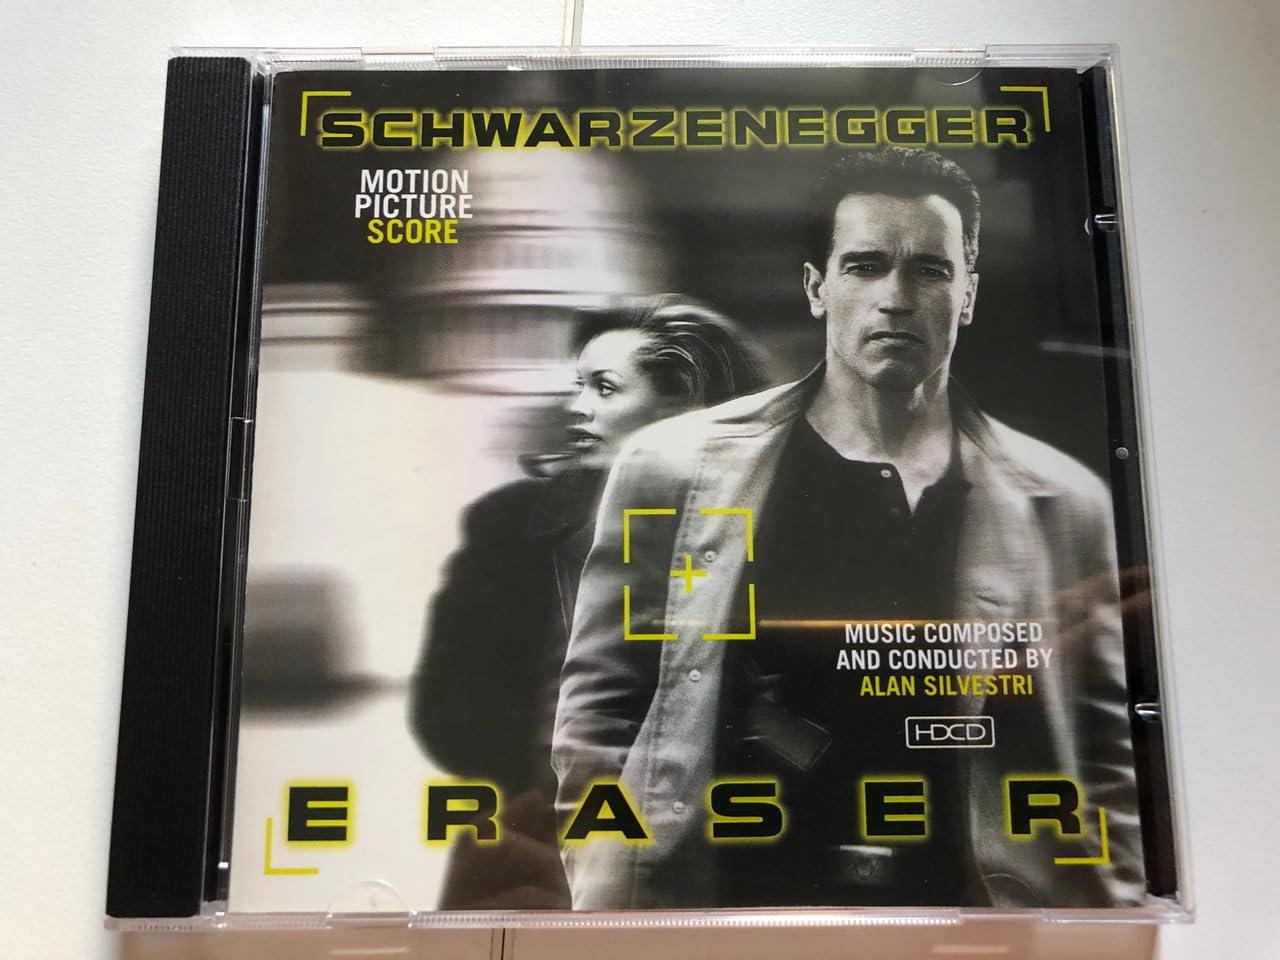 SCHWARZENEGGER
MOTION
PICTURE
SCORE
MUSIC COMPOSED
AND CONDUCTED BY
ALAN SILVESTRI
HDCD
ERASER